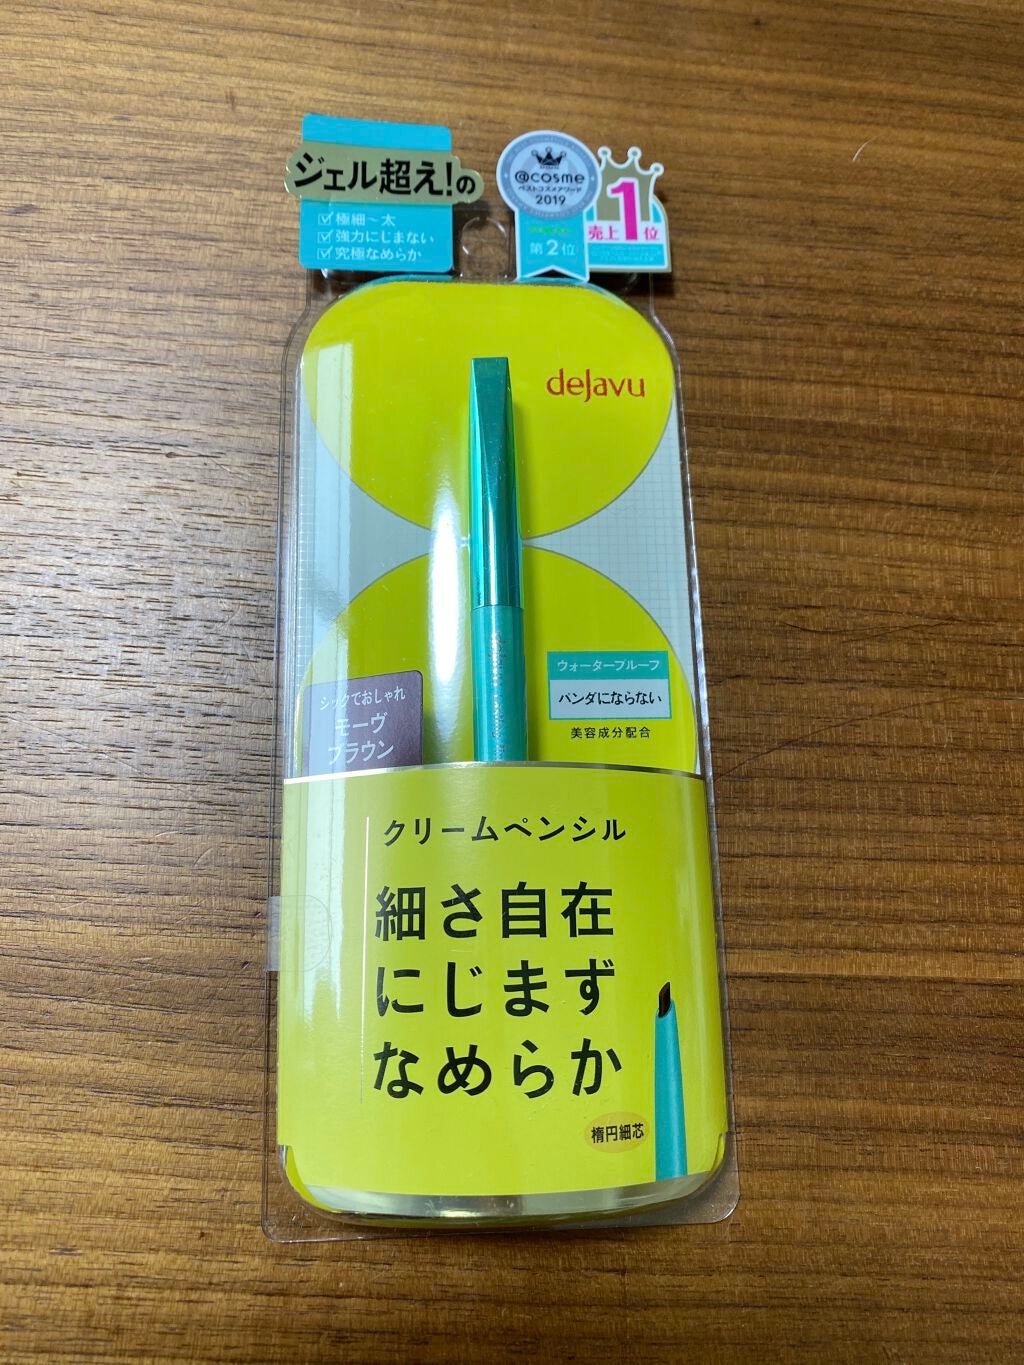 ジェル超え!の
極細~太
強力にじまない
究極なめらか
@cosme
ベストコスメアワード
2019
第2位
売上1位
dejavu
ウォータープルーフ
パンダにならない
美容成分配合
シックでおしゃれ
モーヴ
ブラウン
クリームペンシル
細さ自在
にじまず
なめらか
楕円細芯